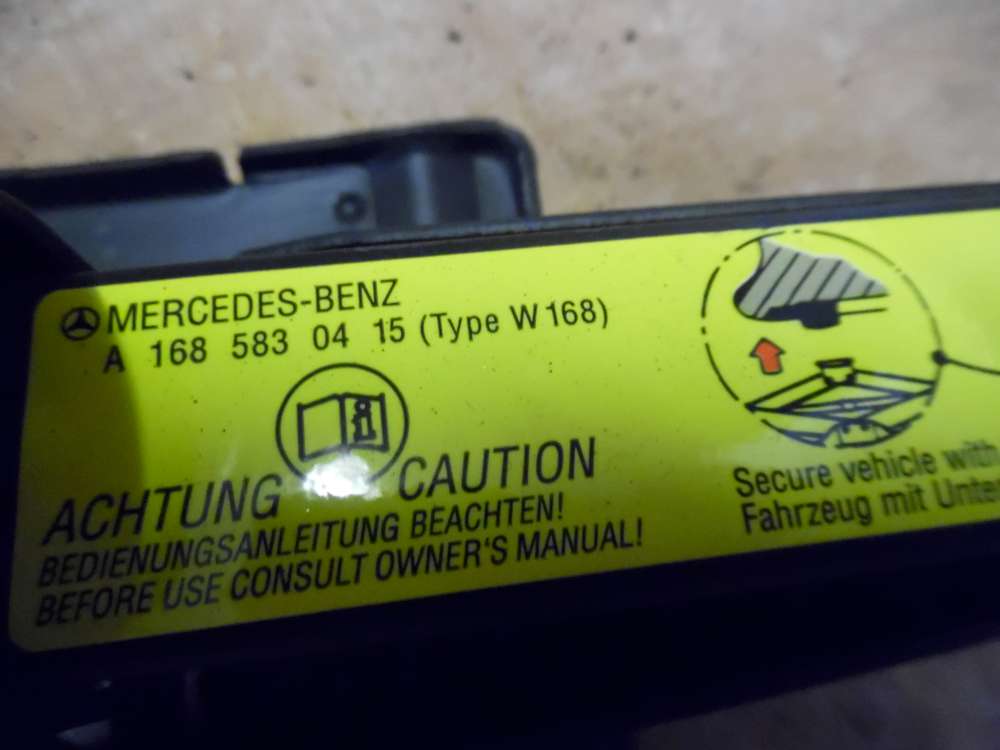 MERCEDES-BENZ
A 168 583 04 15 (Type W 168)
ACHTUNG CAUTION
BEDIENUNGSANLEITUNG BEACHTEN!
BEFORE USE CONSULT OWNER'S MANUAL!
Secure vehicle with
Fahrzeug mit